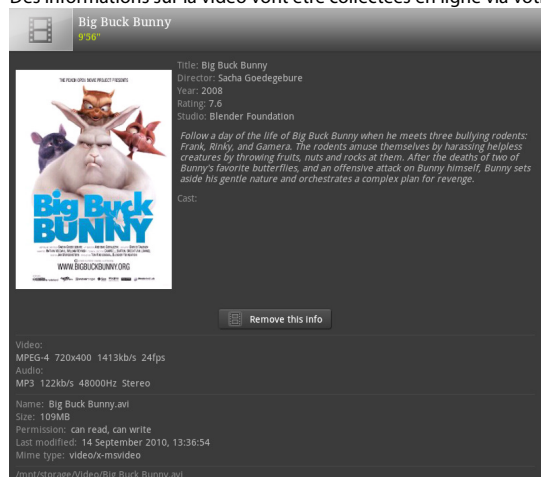 Des informations sur la vidéo vont être collectées en ligne via vot
Big Buck Bunny
9'56"
Title: Big Buck Bunny
Director: Sacha Goedegebure
Year: 2008
Rating: 7.6
Studio: Blender Foundation
Follow a day of the life of Big Buck Bunny when he meets three bullying rodents:
Frank, Rinky, and Gamera. The rodents amuse themselves by harassing helpless
creatures by throwing fruits, nuts and rocks at them. After the deaths of two of
Bunny's favorite butterflies, and an offensive attack on Bunny himself, Bunny sets
aside his gentle nature and orchestrates a complex plan for revenge.
Cast:
THE PEACH OPEN MOVIE PROJECT PRESENTS
Big Buck
BUNNY
WWW.BIGBUCKBUNNY.ORG
Remove this info
Video:
MPEG-4 720x400 1413kb/s 24fps
Audio:
MP3 122kb/s 48000Hz Stereo
Name: Big Buck Bunny.avi
Size: 109MB
Permission: can read, can write
Last modified: 14 September 2010, 13:36:54
Mime type: video/x-msvideo
/mnt/storage/Video/Big Buck Bunny.avi